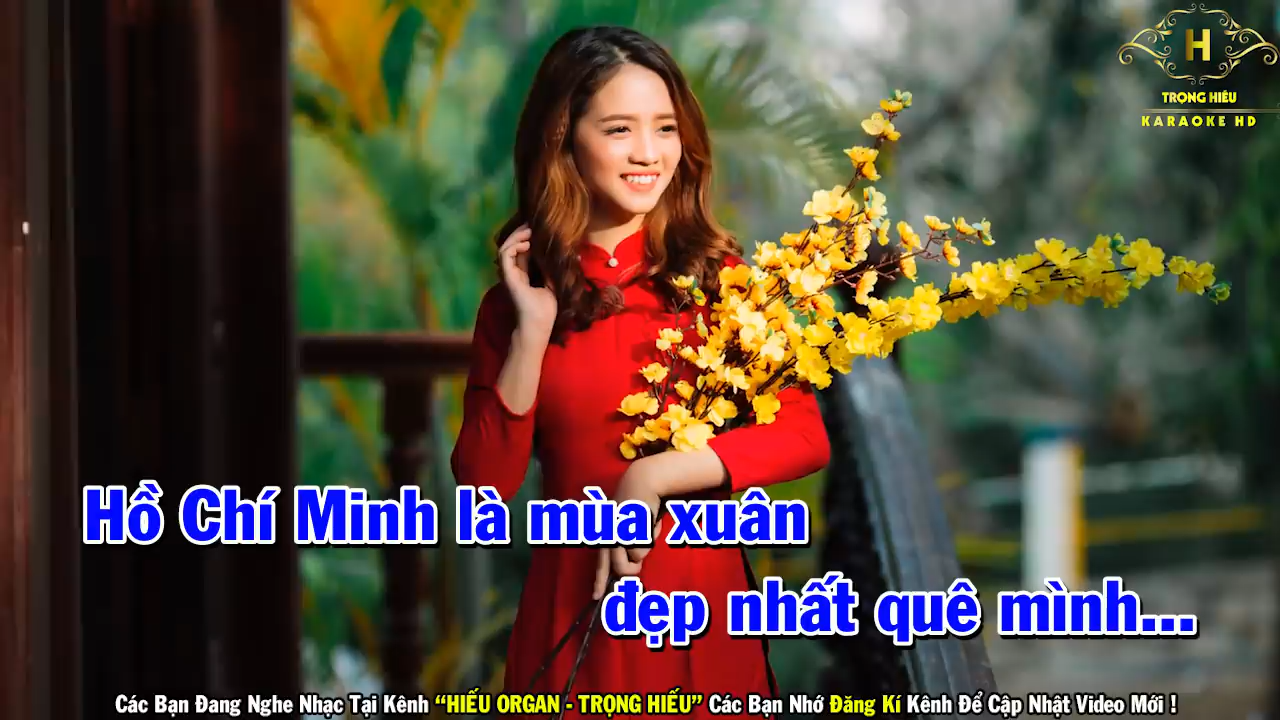 H
TRỌNG HIẾU
KARAOKE HD
Hồ Chí Minh là mùa xuân
đẹp nhất quê mình...
Các Bạn Đang Nghe Nhạc Tại Kênh “HIẾU ORGAN - TRỌNG HIẾU” Các Bạn Nhớ Đăng Kí Kênh Để Cập Nhật Video Mới !